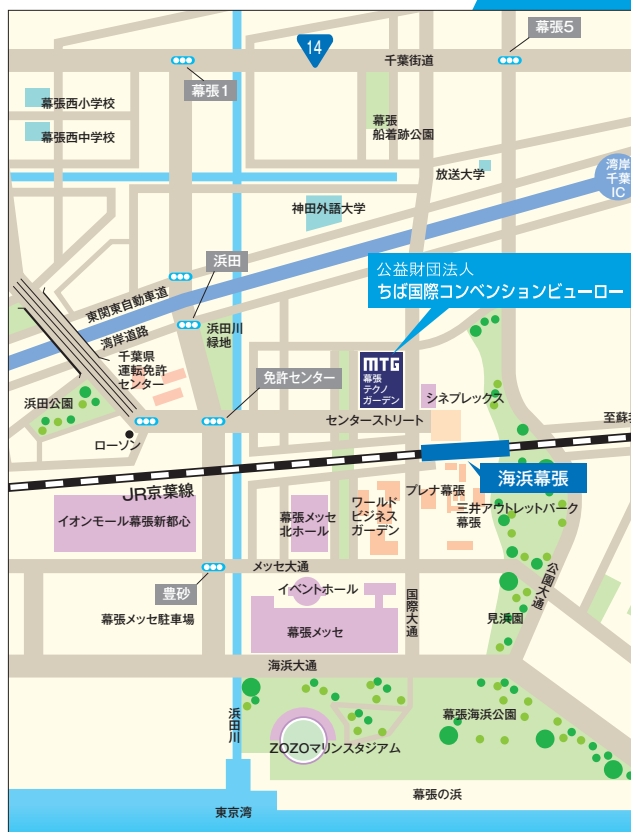 幕張5
14
千葉街道
幕張1
幕張西小学校
幕張
船着跡公園
幕張西中学校
湾岸
千葉
IC
放送大学
神田外語大学
浜田
公益財団法人
ちば国際コンベンションビューロー
東関東自動車道
湾岸道路
浜田川
緑地
千葉県
運転免許
センター
MTG
幕張
テクノ
ガーデン
免許センター
シネプレックス
浜田公園
センターストリート
至蘇我
ローソン
海浜幕張
JR京葉線
プレナ幕張
三井アウトレットパーク
幕張
イオンモール幕張新都心
幕張メッセ
北ホール
ワールド
ビジネス
ガーデン
メッセ大通
公園大通
豊砂
イベントホール
国際大通
幕張メッセ駐車場
見浜園
幕張メッセ
海浜大通
浜田川
幕張海浜公園
ZOZOマリンスタジアム
幕張の浜
東京湾